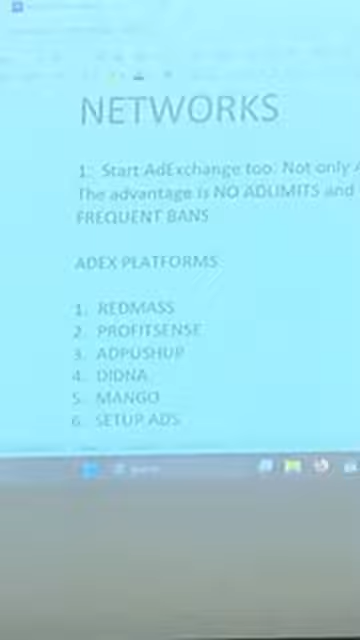 NETWORKS
1. Start AdExchange too. Not only A
The advantage is NO ADLIMITS and
FREQUENT BANS
ADEX PLATFORMS
1. REDMASS
2. PROFITSENSE
3. ADPUSHUP
4. DIDNA
5. MANGO
6. SETUP ADS